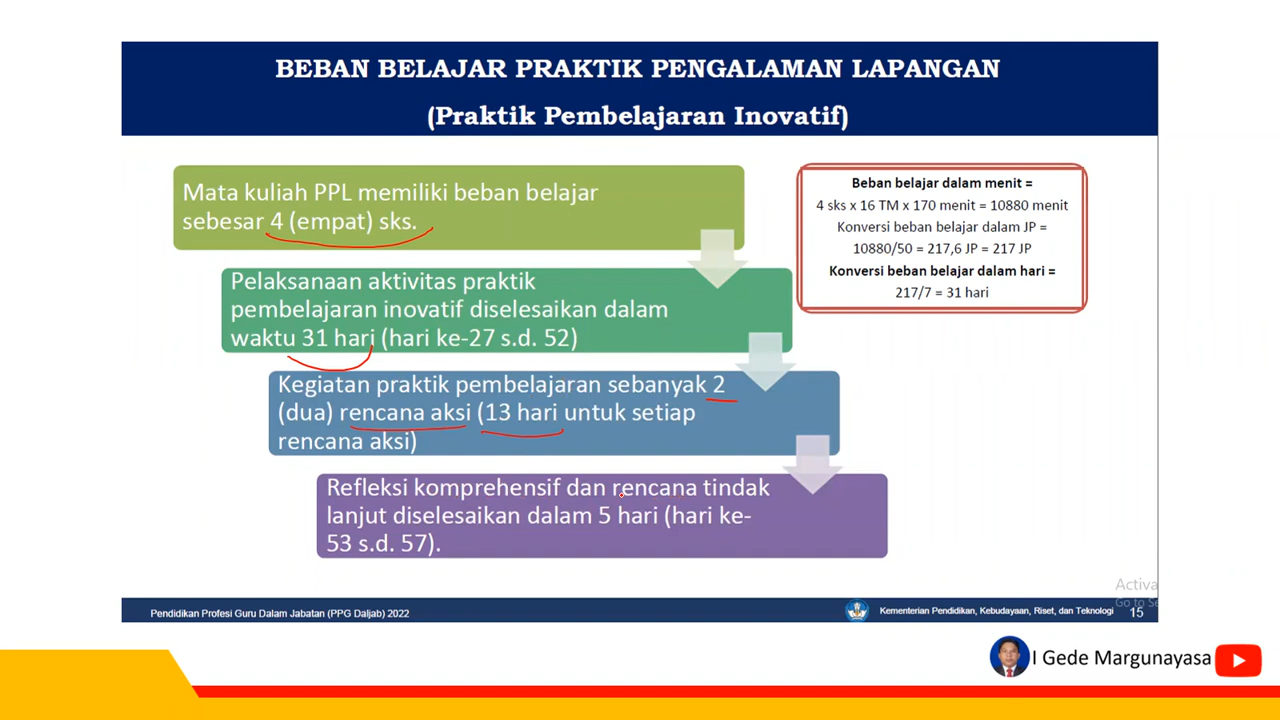 BEBAN BELAJAR PRAKTIK PENGALAMAN LAPANGAN
(Praktik Pembelajaran Inovatif)
Mata kuliah PPL memiliki beban belajar
sebesar 4 (empat) sks.
Pelaksanaan aktivitas praktik
pembelajaran inovatif diselesaikan dalam
waktu 31 hari (hari ke-27 s.d. 52)
Kegiatan praktik pembelajaran sebanyak 2
(dua) rencana aksi (13 hari untuk setiap
rencana aksi)
Refleksi komprehensif dan rencana tindak
lanjut diselesaikan dalam 5 hari (hari ke-
53 s.d. 57).
Beban belajar dalam menit =
4 sks x 16 TM x 170 menit = 10880 menit
Konversi beban belajar dalam JP =
10880/50 = 217,6 JP = 217 JP
Konversi beban belajar dalam hari =
217/7 = 31 hari
Activa
Go to Se
Pendidikan Profesi Guru Dalam Jabatan (PPG Daljab) 2022
Kementerian Pendidikan, Kebudayaan, Riset, dan Teknologi
15
I Gede Margunayasa